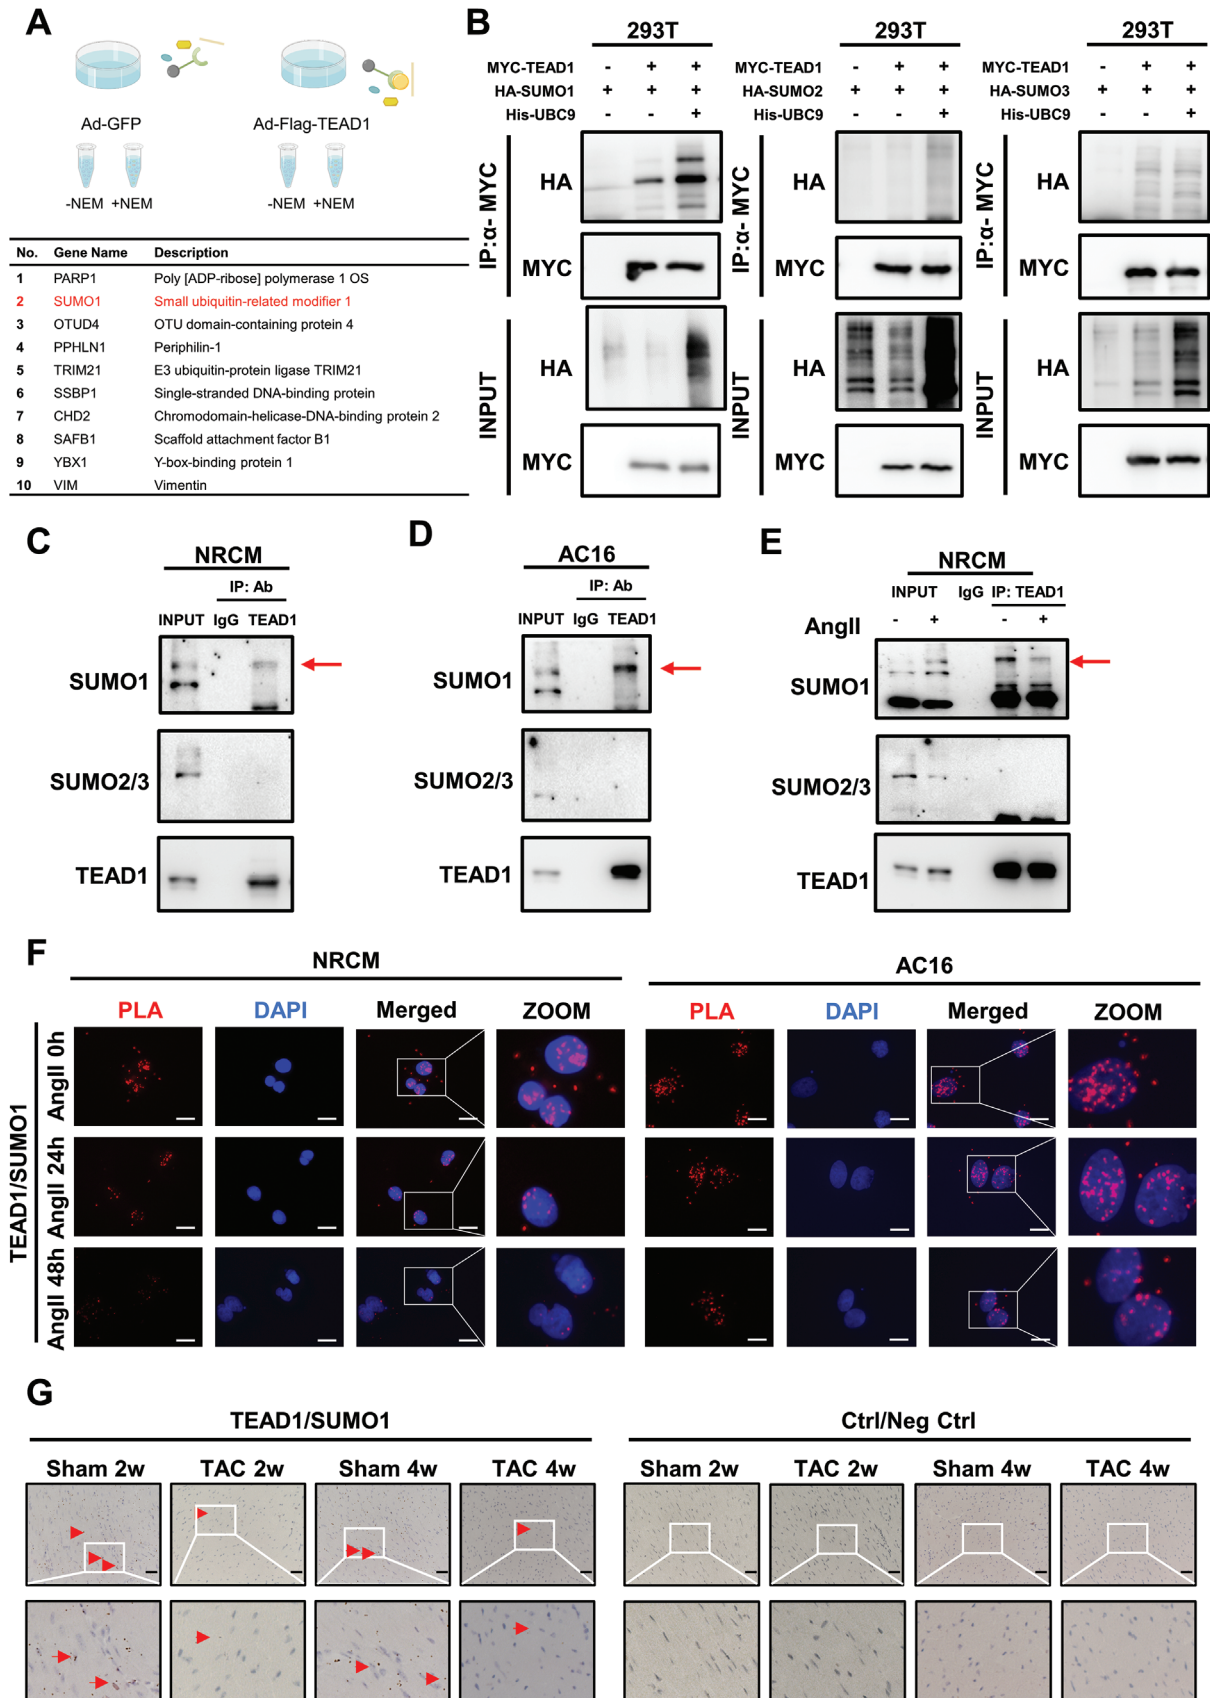 A
Ad-GFP
Ad-Flag-TEAD1
-NEM +NEM
-NEM +NEM
No. Gene Name Description
1 PARP1 Poly [ADP-ribose] polymerase 1 OS
2 SUMO1 Small ubiquitin-related modifier 1
3 OTUD4 OTU domain-containing protein 4
4 PPHLN1 Periphilin-1
5 TRIM21 E3 ubiquitin-protein ligase TRIM21
6 SSBP1 Single-stranded DNA-binding protein
7 CHD2 Chromodomain-helicase-DNA-binding protein 2
8 SAFB1 Scaffold attachment factor B1
9 YBX1 Y-box-binding protein 1
10 VIM Vimentin
B
293T
MYC-TEAD1 - + +
HA-SUMO1 + + +
His-UBC9 - - +
IP:α- MYC
HA
MYC
INPUT
HA
MYC
293T
MYC-TEAD1 - + +
HA-SUMO2 + + +
His-UBC9 - - +
IP:α- MYC
HA
MYC
INPUT
HA
MYC
293T
MYC-TEAD1 - + +
HA-SUMO3 + + +
His-UBC9 - - +
IP:α- MYC
HA
MYC
INPUT
HA
MYC
C
NRCM
IP: Ab
INPUT IgG TEAD1
SUMO1
SUMO2/3
TEAD1
D
AC16
IP: Ab
INPUT IgG TEAD1
SUMO1
SUMO2/3
TEAD1
E
NRCM
INPUT IgG IP: TEAD1
AngII - + - +
SUMO1
SUMO2/3
TEAD1
F
NRCM
AC16
PLA DAPI Merged ZOOM PLA DAPI Merged ZOOM
TEAD1/SUMO1
AngII 0h
AngII 24h
AngII 48h
G
TEAD1/SUMO1
Ctrl/Neg Ctrl
Sham 2w TAC 2w Sham 4w TAC 4w Sham 2w TAC 2w Sham 4w TAC 4w